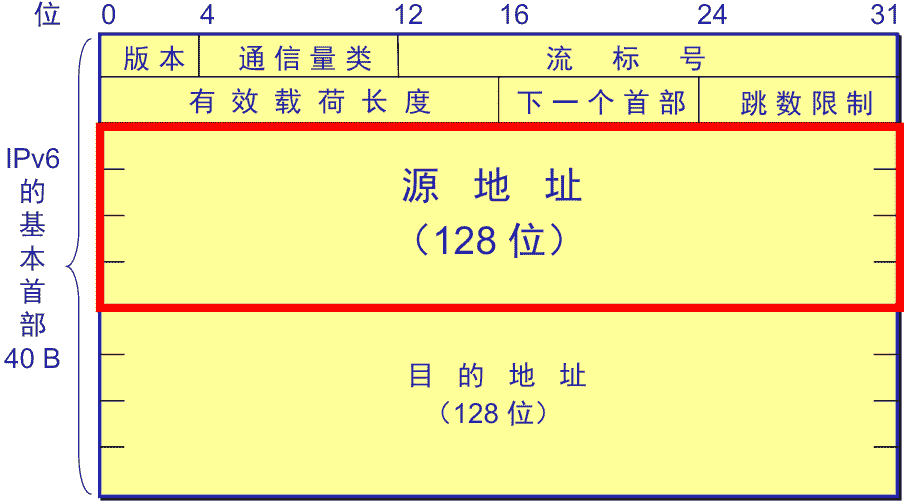 位 0 4 12 16 24 31
版本 通信量类 流标号
有效载荷长度 下一个首部 跳数限制
IPv6
的
基
本
首
部
40 B
源地址
（128 位）
目的地址
（128 位）